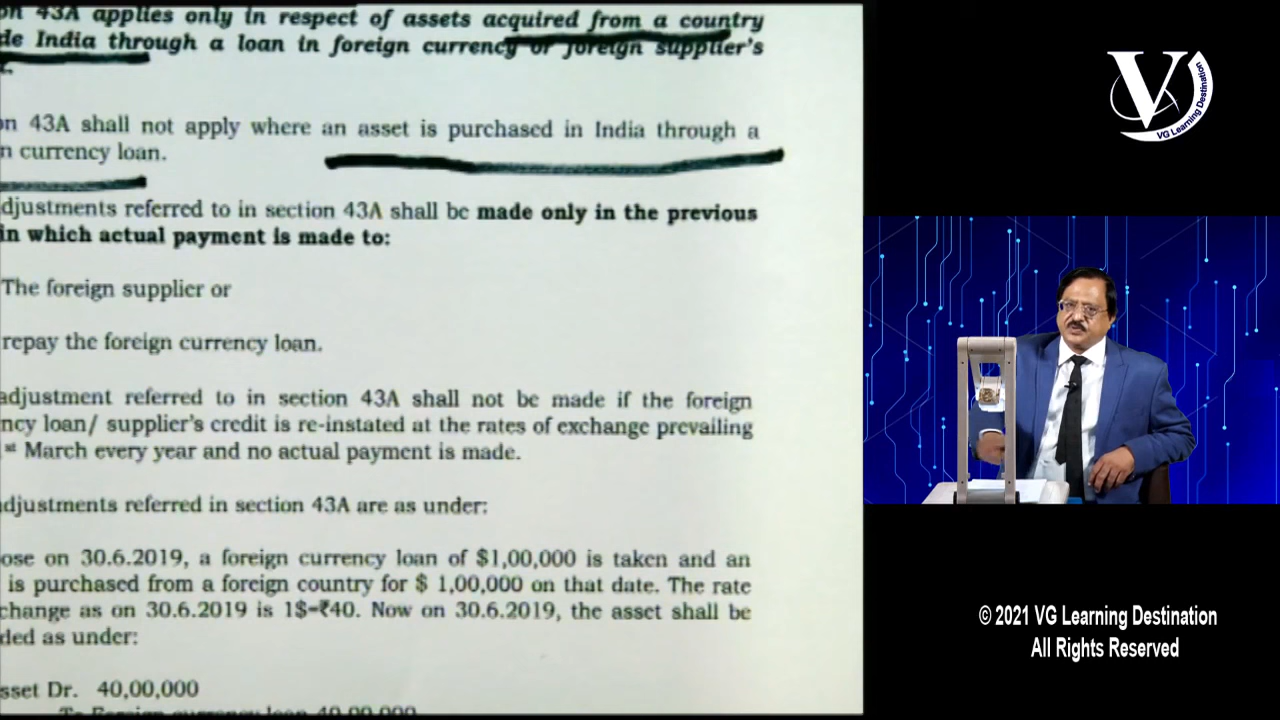 on 43A applies only in respect of assets acquired from a country
de India through a loan in foreign currency or foreign supplier's
on 43A shall not apply where an asset is purchased in India through a
n currency loan.
djustments referred to in section 43A shall be made only in the previous
in which actual payment is made to:
The foreign supplier or
repay the foreign currency loan.
adjustment referred to in section 43A shall not be made if the foreign
ncy loan/ supplier's credit is re-instated at the rates of exchange prevailing
st March every year and no actual payment is made.
adjustments referred in section 43A are as under:
ose on 30.6.2019, a foreign currency loan of $1,00,000 is taken and an
is purchased from a foreign country for $ 1,00,000 on that date. The rate
change as on 30.6.2019 is 1$=₹40. Now on 30.6.2019, the asset shall be
ded as under:
sset Dr. 40,00,000
To Foreign currency loan 40,00,000
V
VG Learning Destination
© 2021 VG Learning Destination
All Rights Reserved